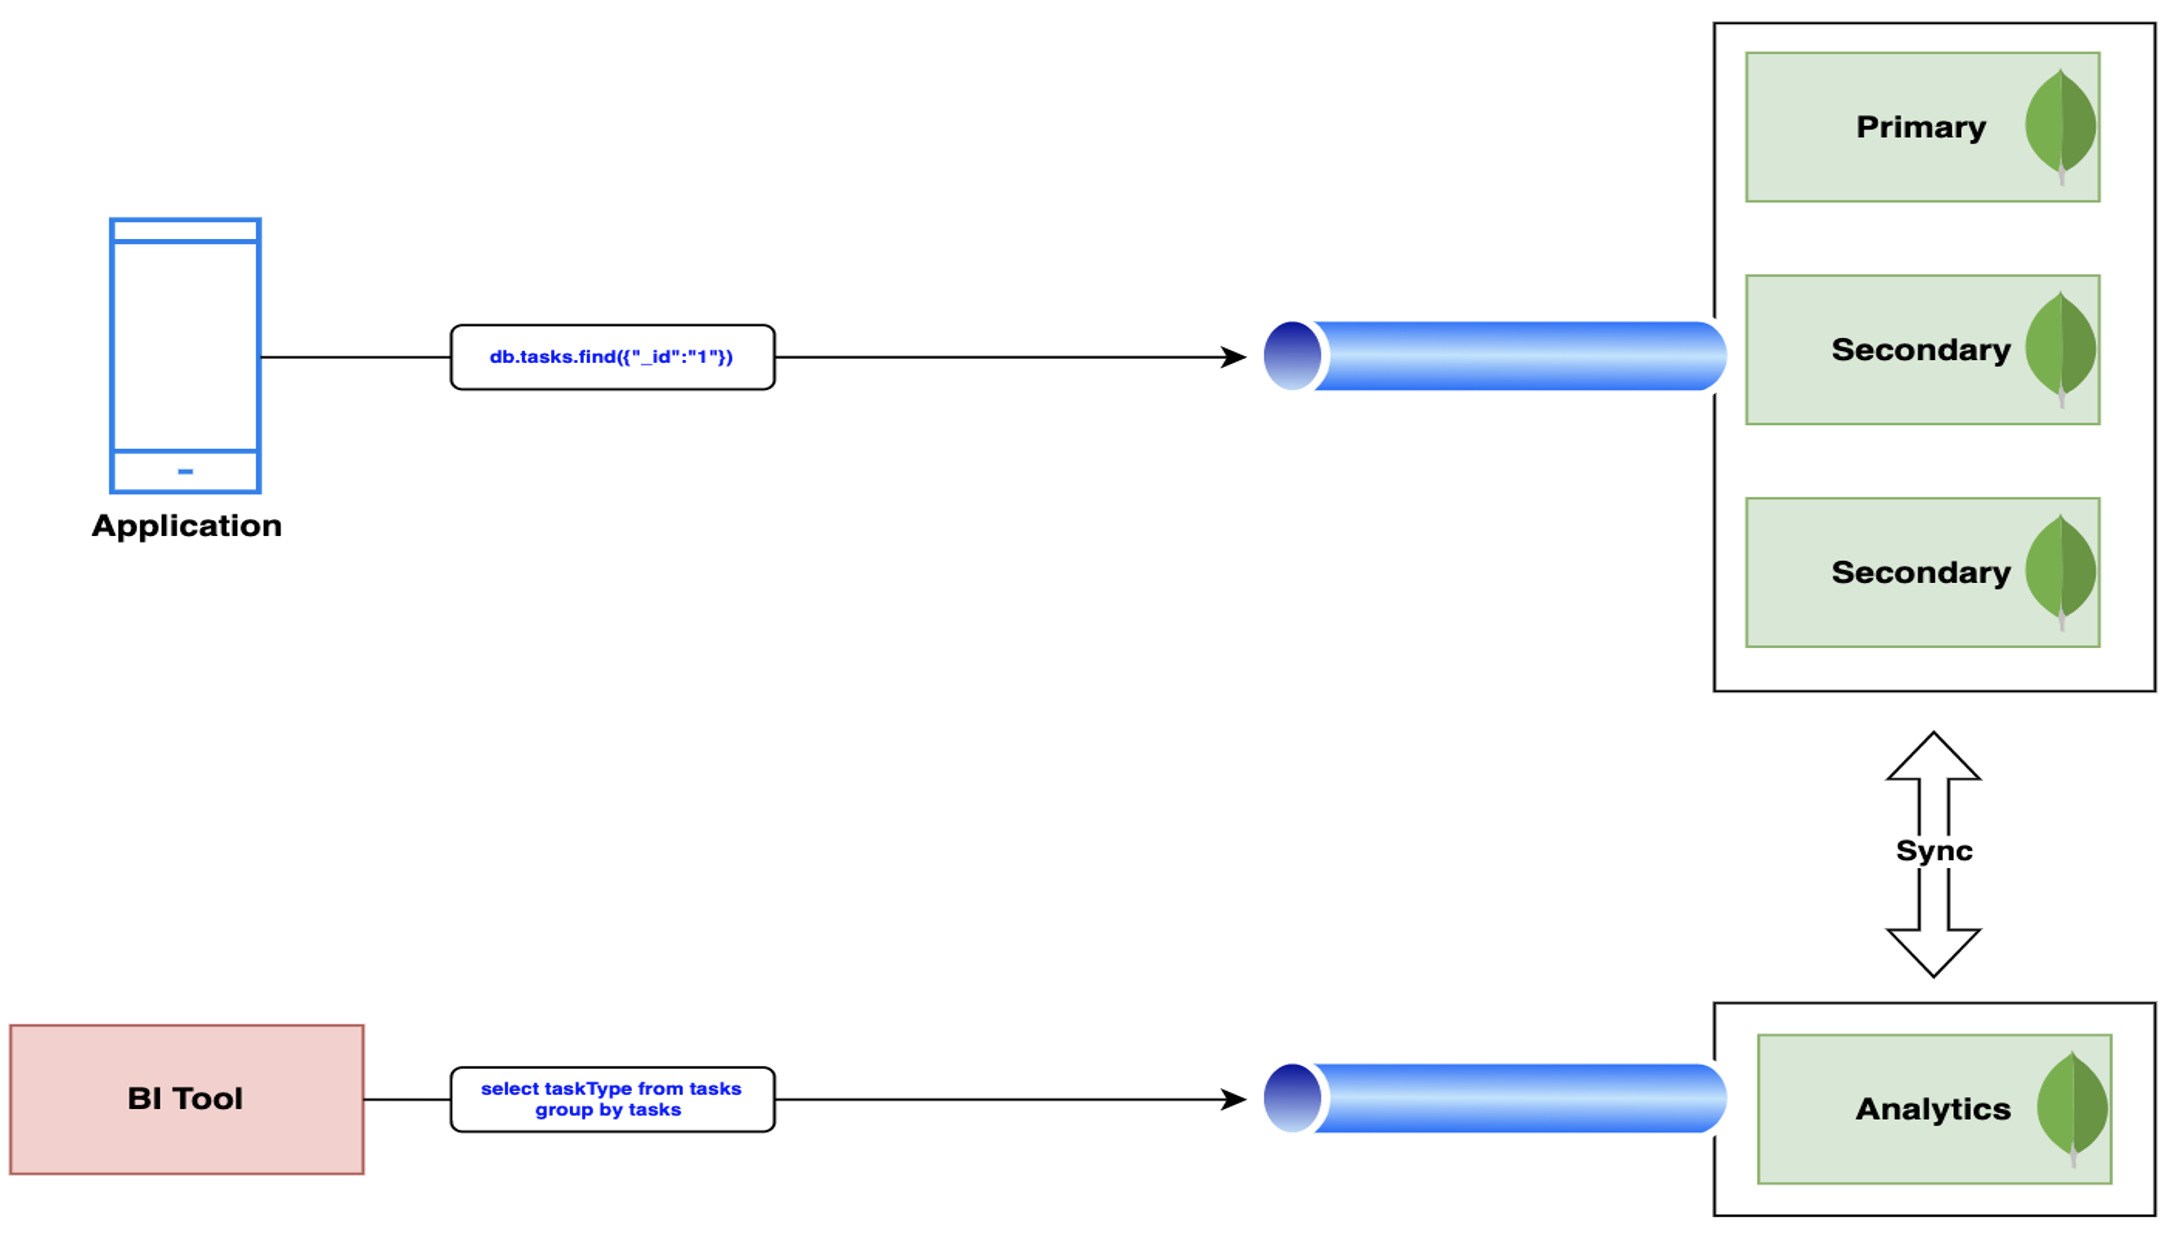 Primary
db.tasks.find({"_id":"1"})
Secondary
Application
Secondary
Sync
BI Tool
select taskType from tasks
group by tasks
Analytics